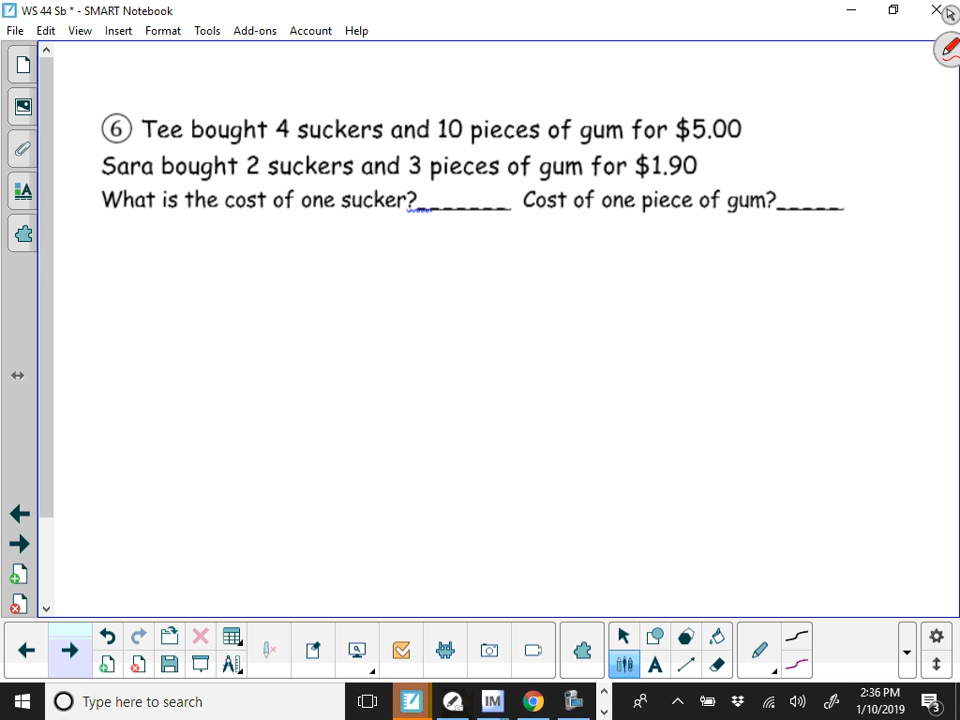 WS 44 Sb * - SMART Notebook
File Edit View Insert Format Tools Add-ons Account Help
6 Tee bought 4 suckers and 10 pieces of gum for $5.00
Sara bought 2 suckers and 3 pieces of gum for $1.90
What is the cost of one sucker?_______ Cost of one piece of gum?_____
A
A
A
Type here to search
IM
2:36 PM
1/10/2019
3